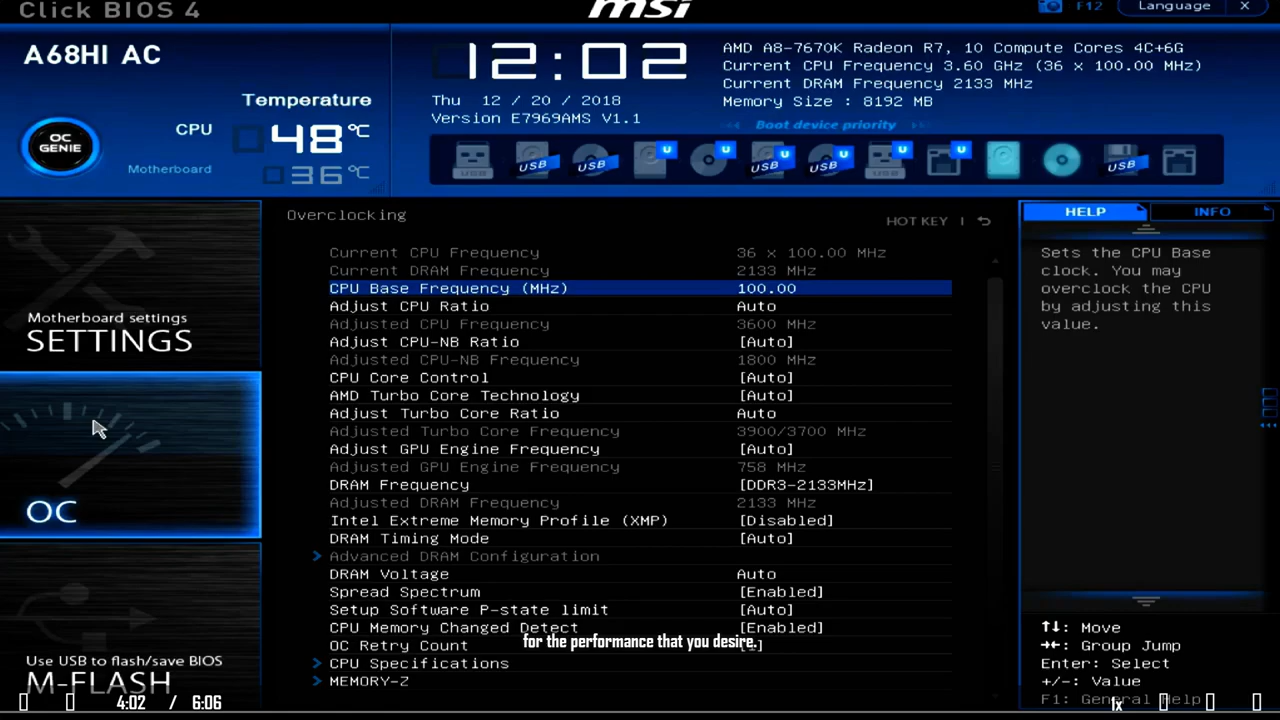 Click BIOS 4
msi
F12
Language
X
A68HI AC
Temperature
OC GENIE
CPU 48°C
Motherboard 36°C
12:02
Thu 12 / 20 / 2018
Version E7969AMS V1.1
AMD A8-7670K Radeon R7, 10 Compute Cores 4C+6G
Current CPU Frequency 3.60 GHz (36 x 100.00 MHz)
Current DRAM Frequency 2133 MHz
Memory Size : 8192 MB
Boot device priority
USB USB U U USB U USB U USB U U USB
Motherboard settings
SETTINGS
OC
Use USB to flash/save BIOS
M-FLASH
Overclocking
HOT KEY
Current CPU Frequency 36 x 100.00 MHz
Current DRAM Frequency 2133 MHz
CPU Base Frequency (MHz) 100.00
Adjust CPU Ratio Auto
Adjusted CPU Frequency 3600 MHz
Adjust CPU-NB Ratio [Auto]
Adjusted CPU-NB Frequency 1800 MHz
CPU Core Control [Auto]
AMD Turbo Core Technology [Auto]
Adjust Turbo Core Ratio Auto
Adjusted Turbo Core Frequency 3900/3700 MHz
Adjust GPU Engine Frequency [Auto]
Adjusted GPU Engine Frequency 758 MHz
DRAM Frequency [DDR3-2133MHz]
Adjusted DRAM Frequency 2133 MHz
Intel Extreme Memory Profile (XMP) [Disabled]
DRAM Timing Mode [Auto]
> Advanced DRAM Configuration
DRAM Voltage Auto
Spread Spectrum [Enabled]
Setup Software P-state limit [Auto]
CPU Memory Changed Detect [Enabled]
OC Retry Count
> CPU Specifications
> MEMORY-Z
for the performance that you desire.
HELP
INFO
Sets the CPU Base
clock. You may
overclock the CPU
by adjusting this
value.
↑↓: Move
→←: Group Jump
Enter: Select
+/-: Value
F1: General Help
4:02 / 6:06
1x